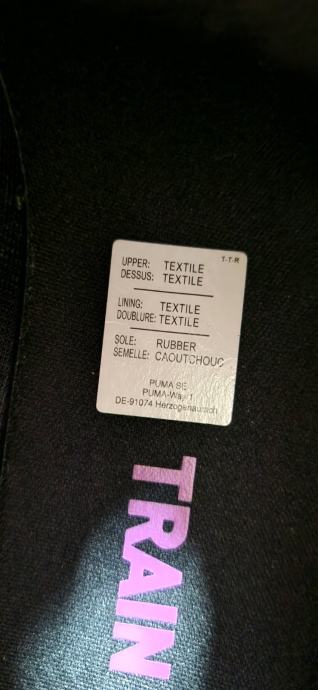 T-T-R
UPPER: TEXTILE
DESSUS: TEXTILE
LINING: TEXTILE
DOUBLURE: TEXTILE
SOLE: RUBBER
SEMELLE: CAOUTCHOUC
PUMA SE
PUMA-Way 1
DE-91074 Herzogenaurach
TRAIN